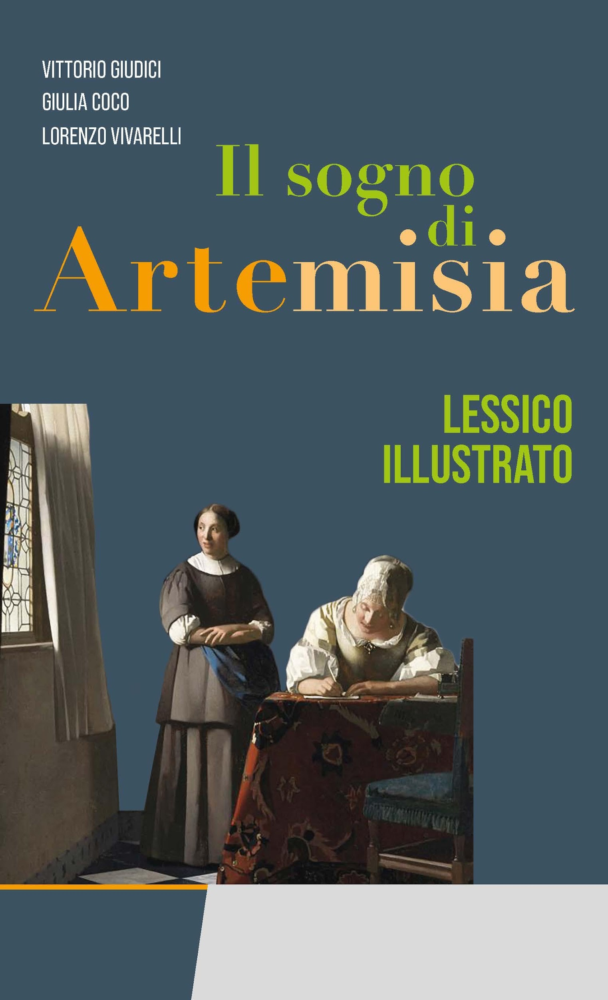 VITTORIO GIUDICI
GIULIA COCO
LORENZO VIVARELLI
Il sogno
di
Artemisia
LESSICO
ILLUSTRATO